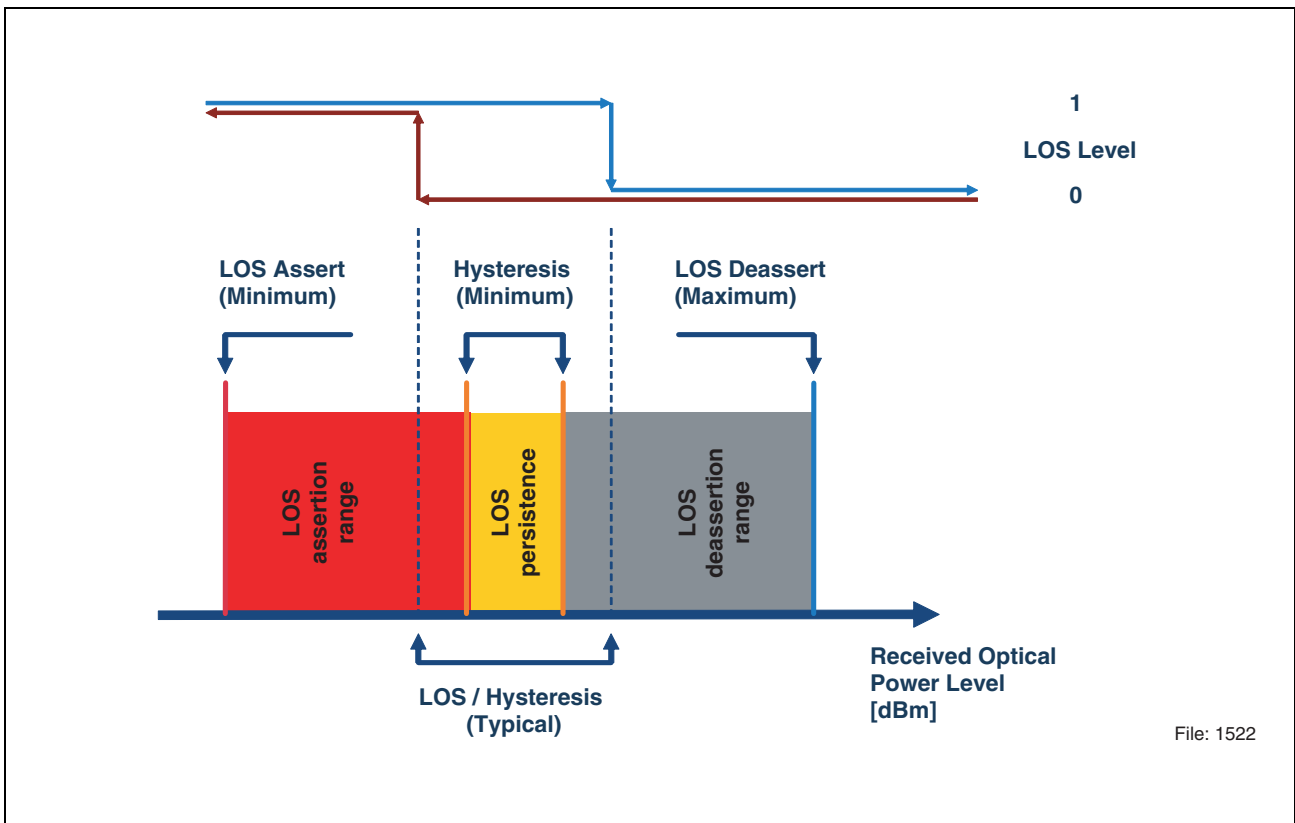 1
LOS Level
0
LOS Assert
(Minimum)
Hysteresis
(Minimum)
LOS Deassert
(Maximum)
LOS
assertion
range
LOS
persistence
LOS
deassertion
range
LOS / Hysteresis
(Typical)
Received Optical
Power Level
[dBm]
File: 1522